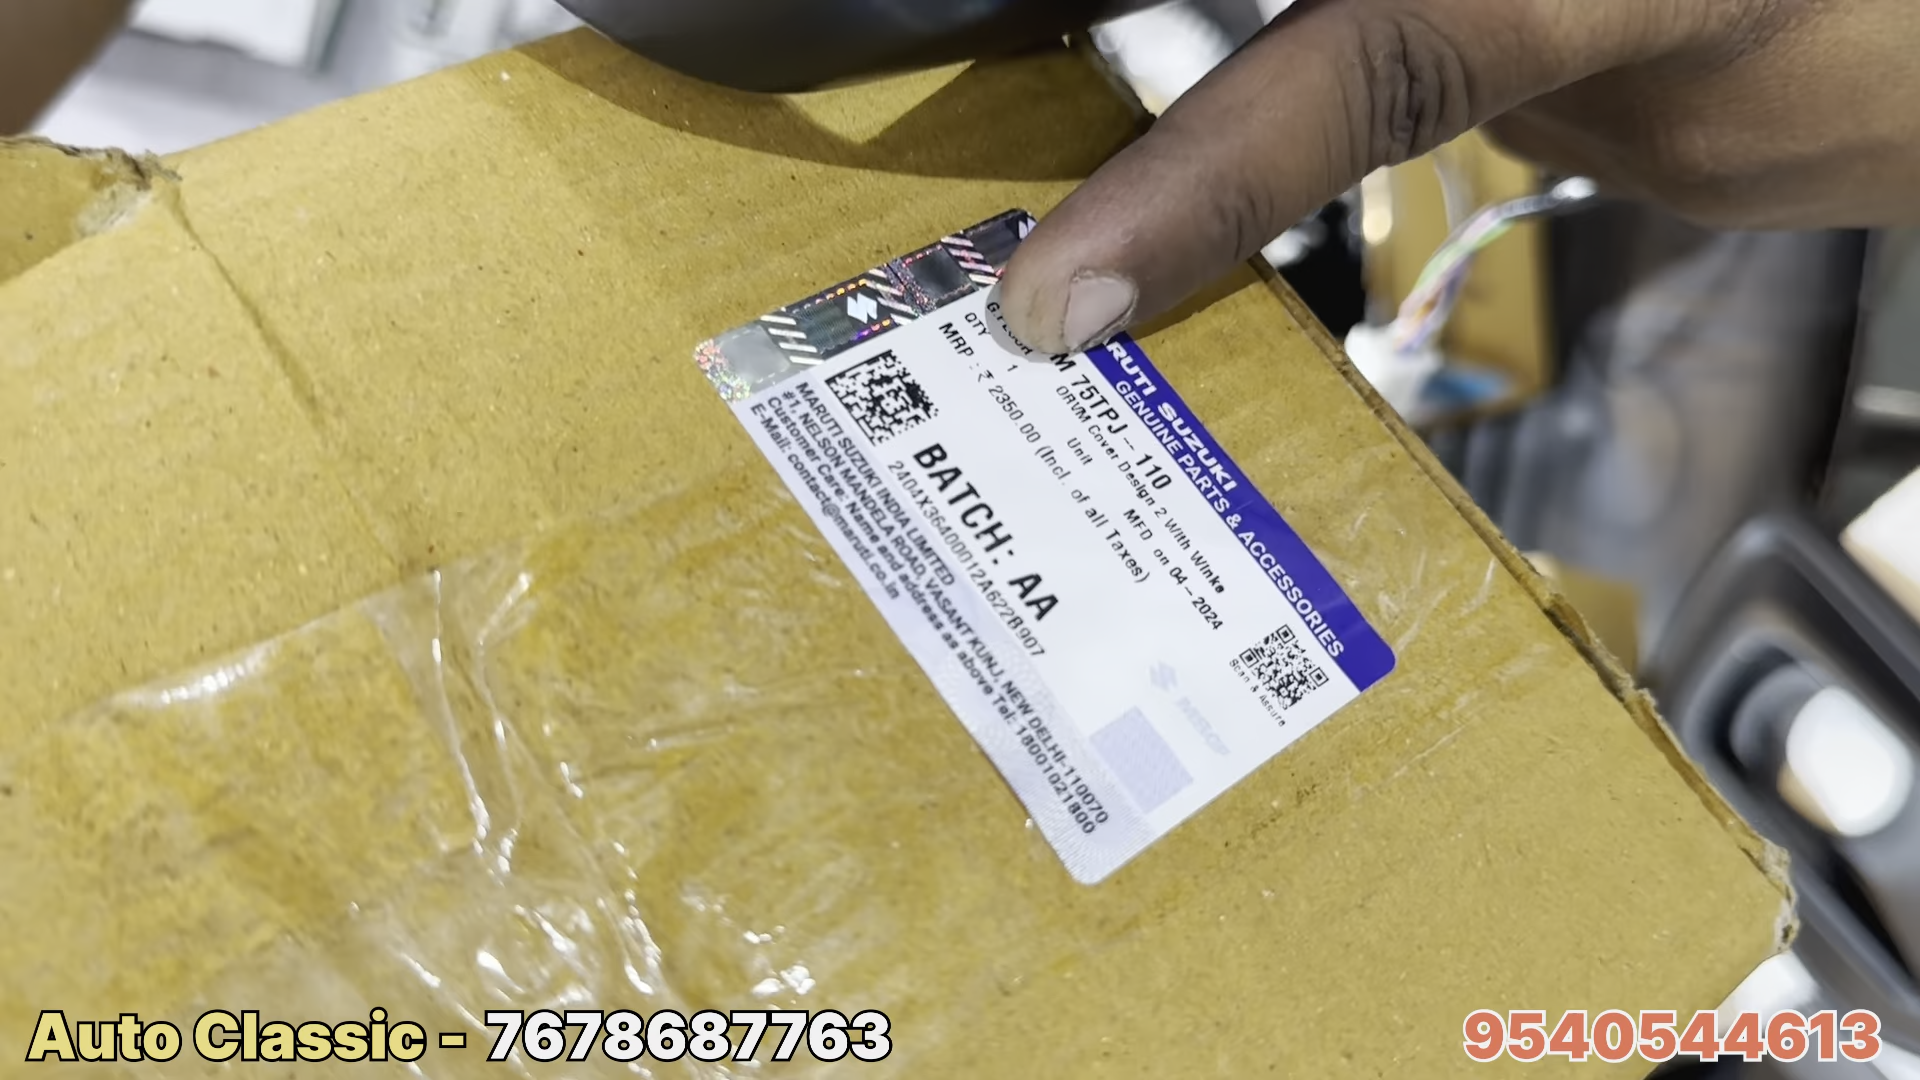 RUTI SUZUKI
GENUINE PARTS & ACCESSORIES
M 75TPJ-110
ORVM Cover Design 2 With Winke
QTY 1 Unit MFD on 04-2024
MRP : ₹ 2350.00 (Incl. of all Taxes)
Scan & Assure
BATCH: AA
2404X36400012A622B907
MARUTI SUZUKI INDIA LIMITED
#1, NELSON MANDELA ROAD, VASANT KUNJ, NEW DELHI-110070
Customer Care: Name and address as above Tel: 18001021800
E-Mail: contact@maruti.co.in
Auto Classic - 7678687763
9540544613